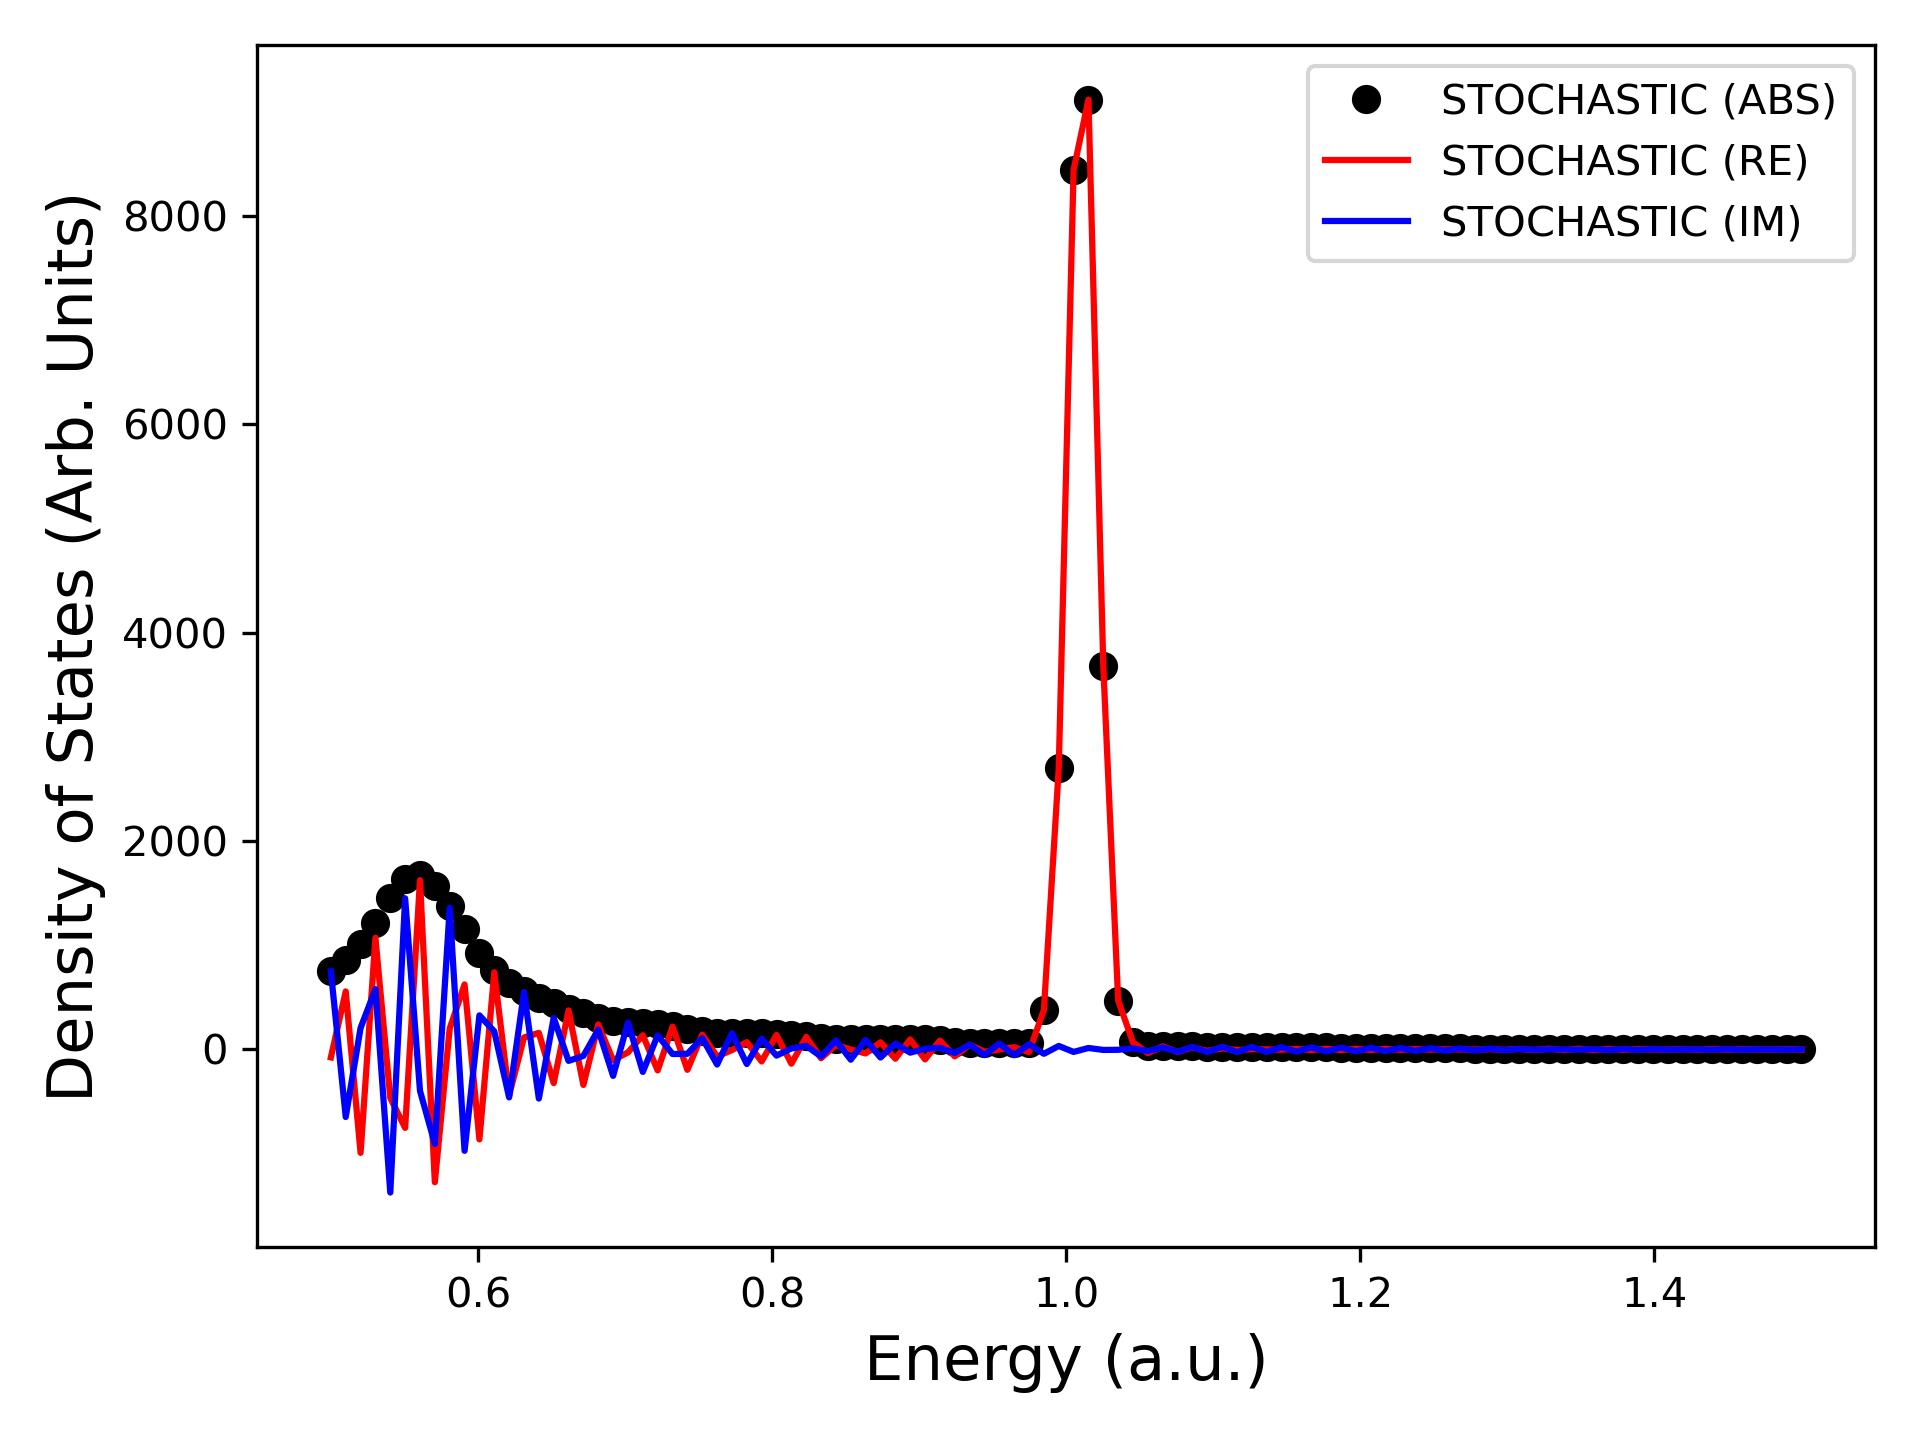 STOCHASTIC (ABS)
STOCHASTIC (RE)
STOCHASTIC (IM)
Density of States (Arb. Units)
8000
6000
4000
2000
0
0.6
0.8
1.0
1.2
1.4
Energy (a.u.)